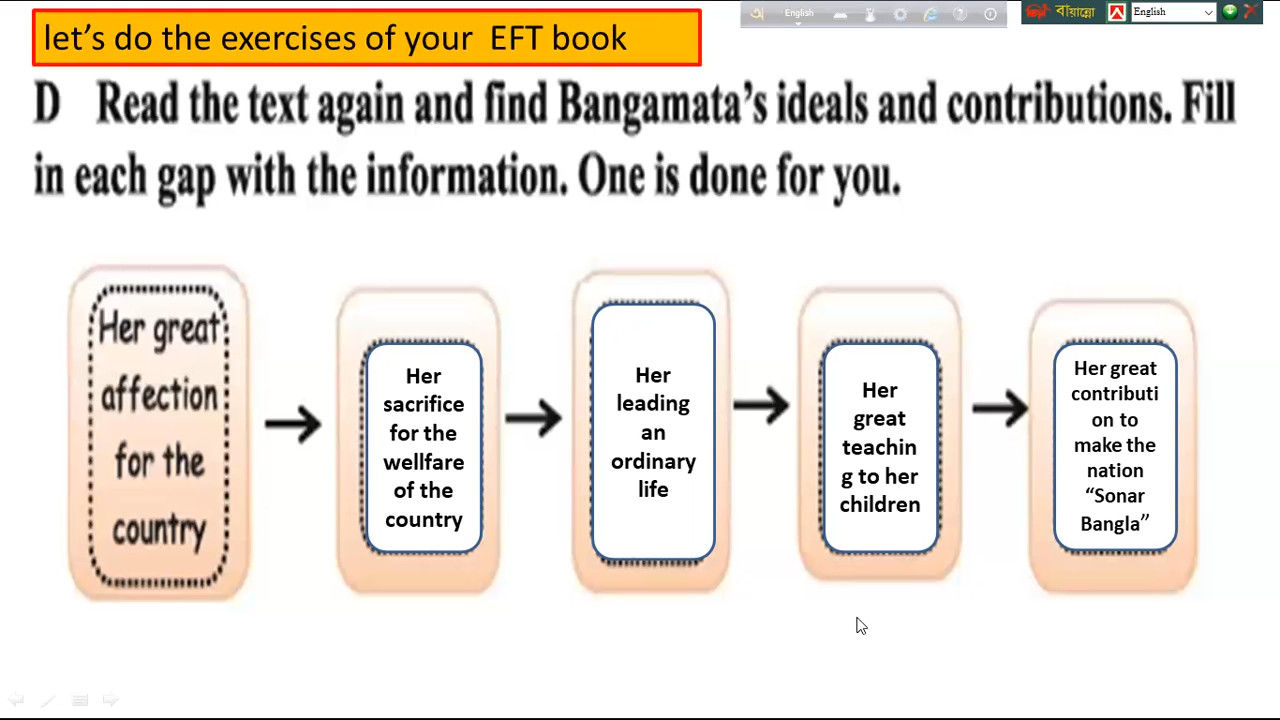 let's do the exercises of your EFT book
অ English
বায়ান্নো English
D Read the text again and find Bangamata's ideals and contributions. Fill
in each gap with the information. One is done for you.
Her great
affection
for the
country
Her
sacrifice
for the
wellfare
of the
country
Her
leading
an
ordinary
life
Her
great
teachin
g to her
children
Her great
contributi
on to
make the
nation
“Sonar
Bangla”